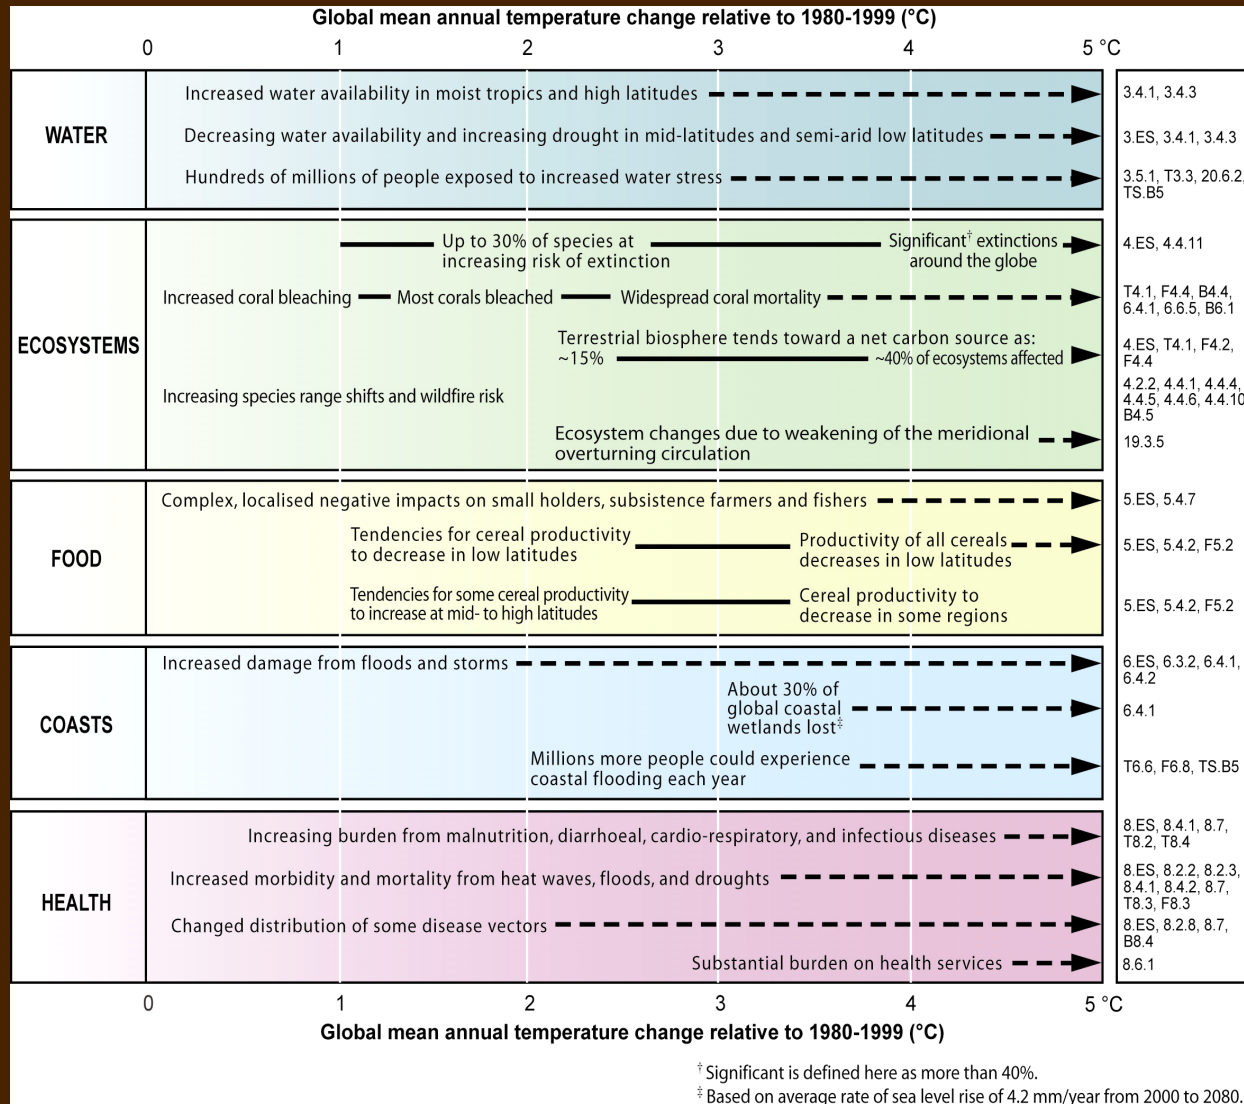 Global mean annual temperature change relative to 1980-1999 (°C)
0 1 2 3 4 5 °C
WATER
Increased water availability in moist tropics and high latitudes
3.4.1, 3.4.3
Decreasing water availability and increasing drought in mid-latitudes and semi-arid low latitudes
3.ES, 3.4.1, 3.4.3
Hundreds of millions of people exposed to increased water stress
3.5.1, T3.3, 20.6.2,
TS.B5
ECOSYSTEMS
Up to 30% of species at
increasing risk of extinction
Significant† extinctions
around the globe
4.ES, 4.4.11
Increased coral bleaching
Most corals bleached
Widespread coral mortality
T4.1, F4.4, B4.4,
6.4.1, 6.6.5, B6.1
Terrestrial biosphere tends toward a net carbon source as:
~15%
~40% of ecosystems affected
4.ES, T4.1, F4.2,
F4.4
Increasing species range shifts and wildfire risk
4.2.2, 4.4.1, 4.4.4,
4.4.5, 4.4.6, 4.4.10
B4.5
Ecosystem changes due to weakening of the meridional
overturning circulation
19.3.5
FOOD
Complex, localised negative impacts on small holders, subsistence farmers and fishers
5.ES, 5.4.7
Tendencies for cereal productivity
to decrease in low latitudes
Productivity of all cereals
decreases in low latitudes
5.ES, 5.4.2, F5.2
Tendencies for some cereal productivity
to increase at mid- to high latitudes
Cereal productivity to
decrease in some regions
5.ES, 5.4.2, F5.2
COASTS
Increased damage from floods and storms
6.ES, 6.3.2, 6.4.1,
6.4.2
About 30% of
global coastal
wetlands lost‡
6.4.1
Millions more people could experience
coastal flooding each year
T6.6, F6.8, TS.B5
HEALTH
Increasing burden from malnutrition, diarrhoeal, cardio-respiratory, and infectious diseases
8.ES, 8.4.1, 8.7,
T8.2, T8.4
Increased morbidity and mortality from heat waves, floods, and droughts
8.ES, 8.2.2, 8.2.3,
8.4.1, 8.4.2, 8.7,
T8.3, F8.3
Changed distribution of some disease vectors
8.ES, 8.2.8, 8.7,
B8.4
Substantial burden on health services
8.6.1
0 1 2 3 4 5 °C
Global mean annual temperature change relative to 1980-1999 (°C)
† Significant is defined here as more than 40%.
‡ Based on average rate of sea level rise of 4.2 mm/year from 2000 to 2080.